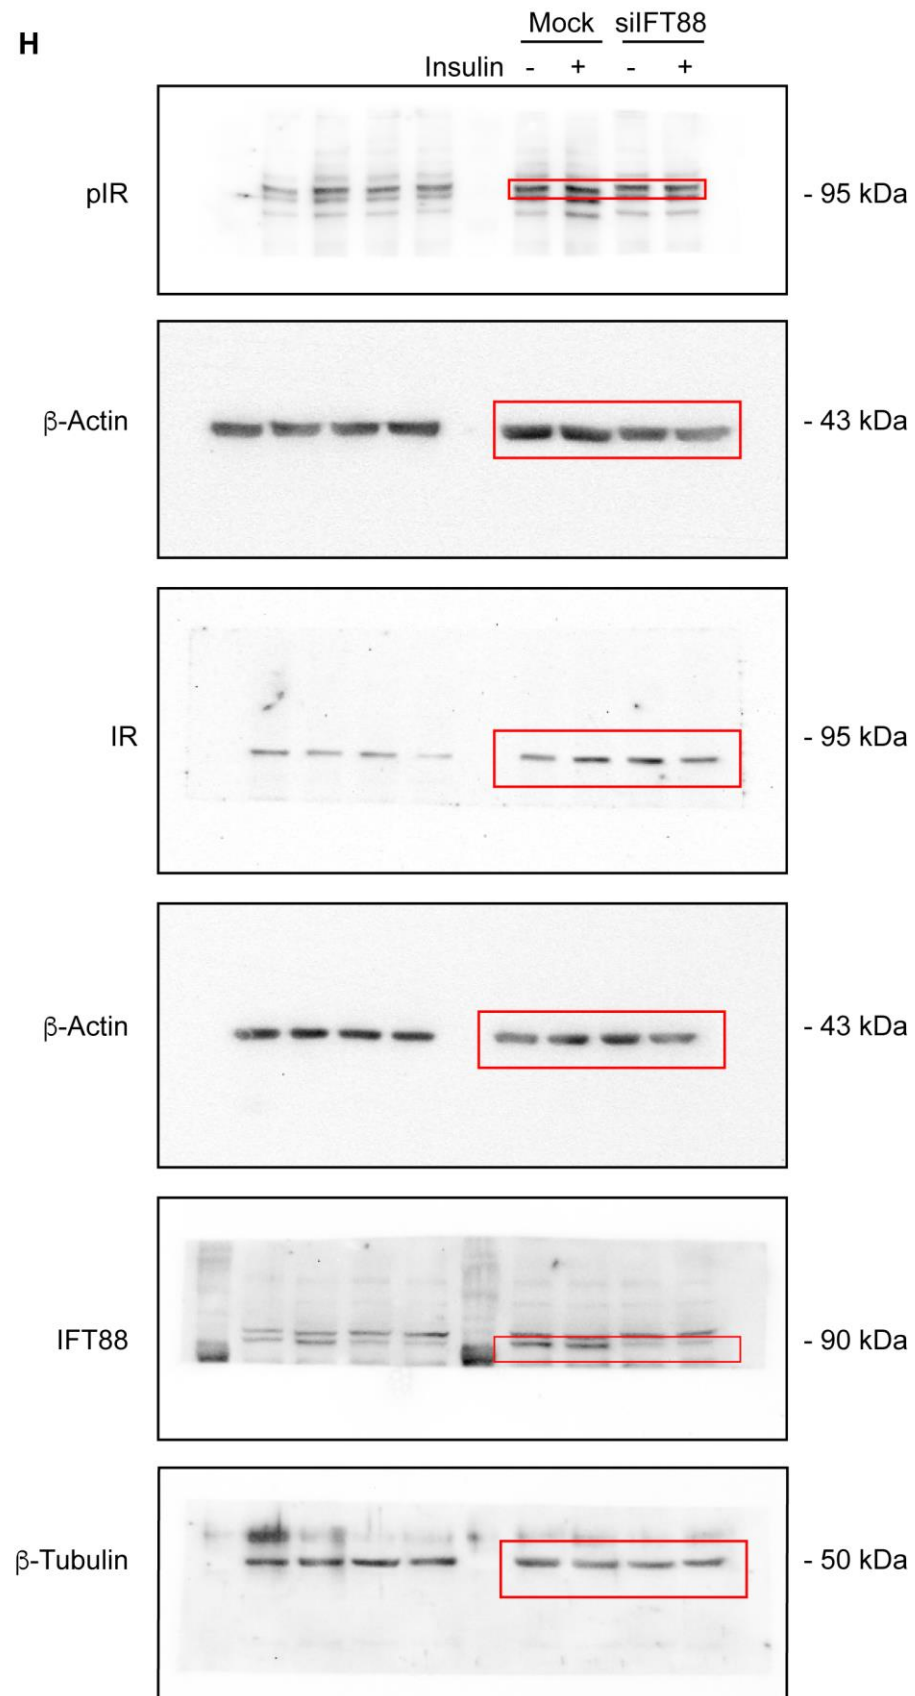 H
Mock siIFT88
Insulin - + - +
pIR - 95 kDa
β-Actin - 43 kDa
IR - 95 kDa
β-Actin - 43 kDa
IFT88 - 90 kDa
β-Tubulin - 50 kDa